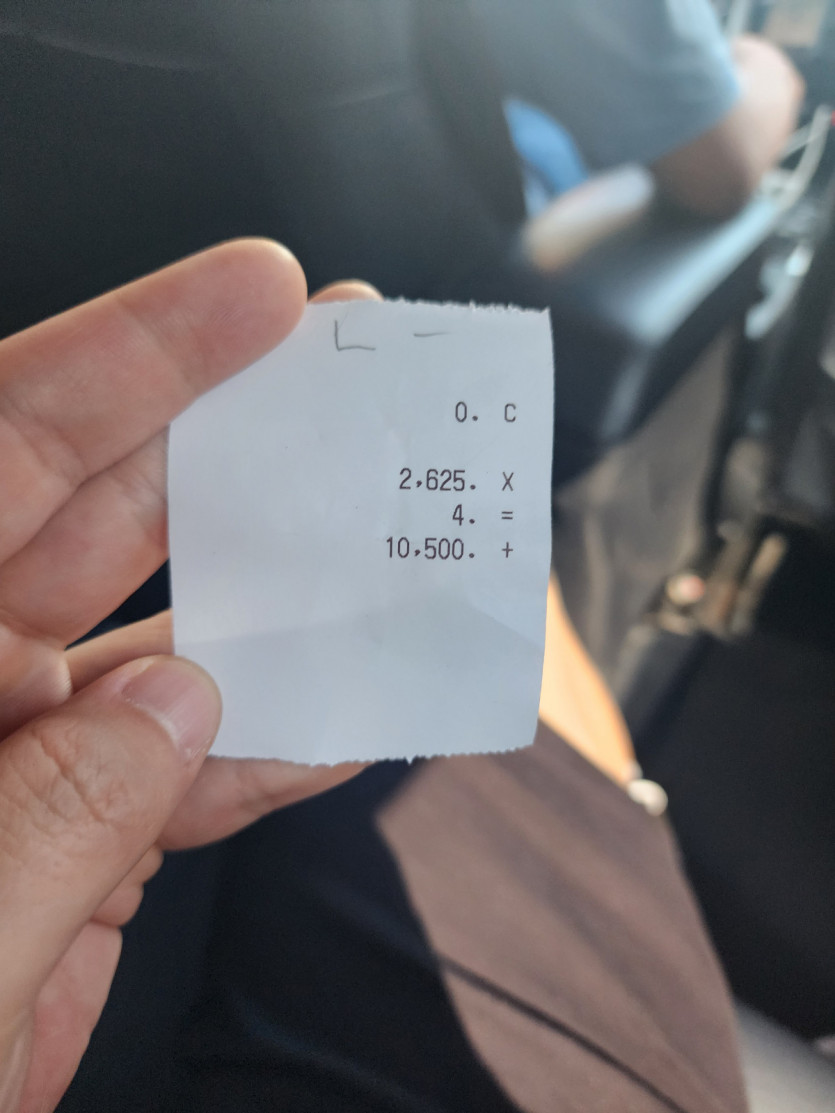 0. C
2,625. X
4. =
10,500. +